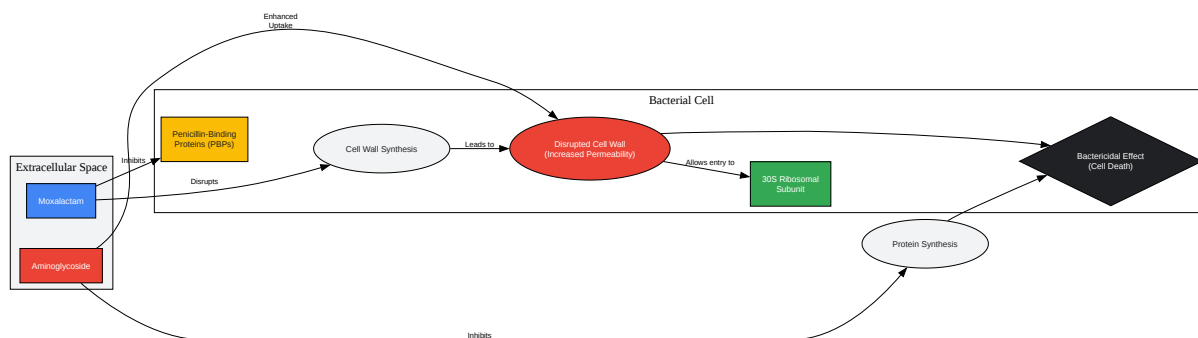 Enhanced
Uptake
Bacterial Cell
Penicillin-Binding
Proteins (PBPs)
Cell Wall Synthesis
Leads to
Disrupted Cell Wall
(Increased Permeability)
Bactericidal Effect
(Cell Death)
Extracellular Space
Inhibits
Allows entry to
Moxalactam
Disrupts
30S Ribosomal
Subunit
Protein Synthesis
Aminoglycoside
Inhibits